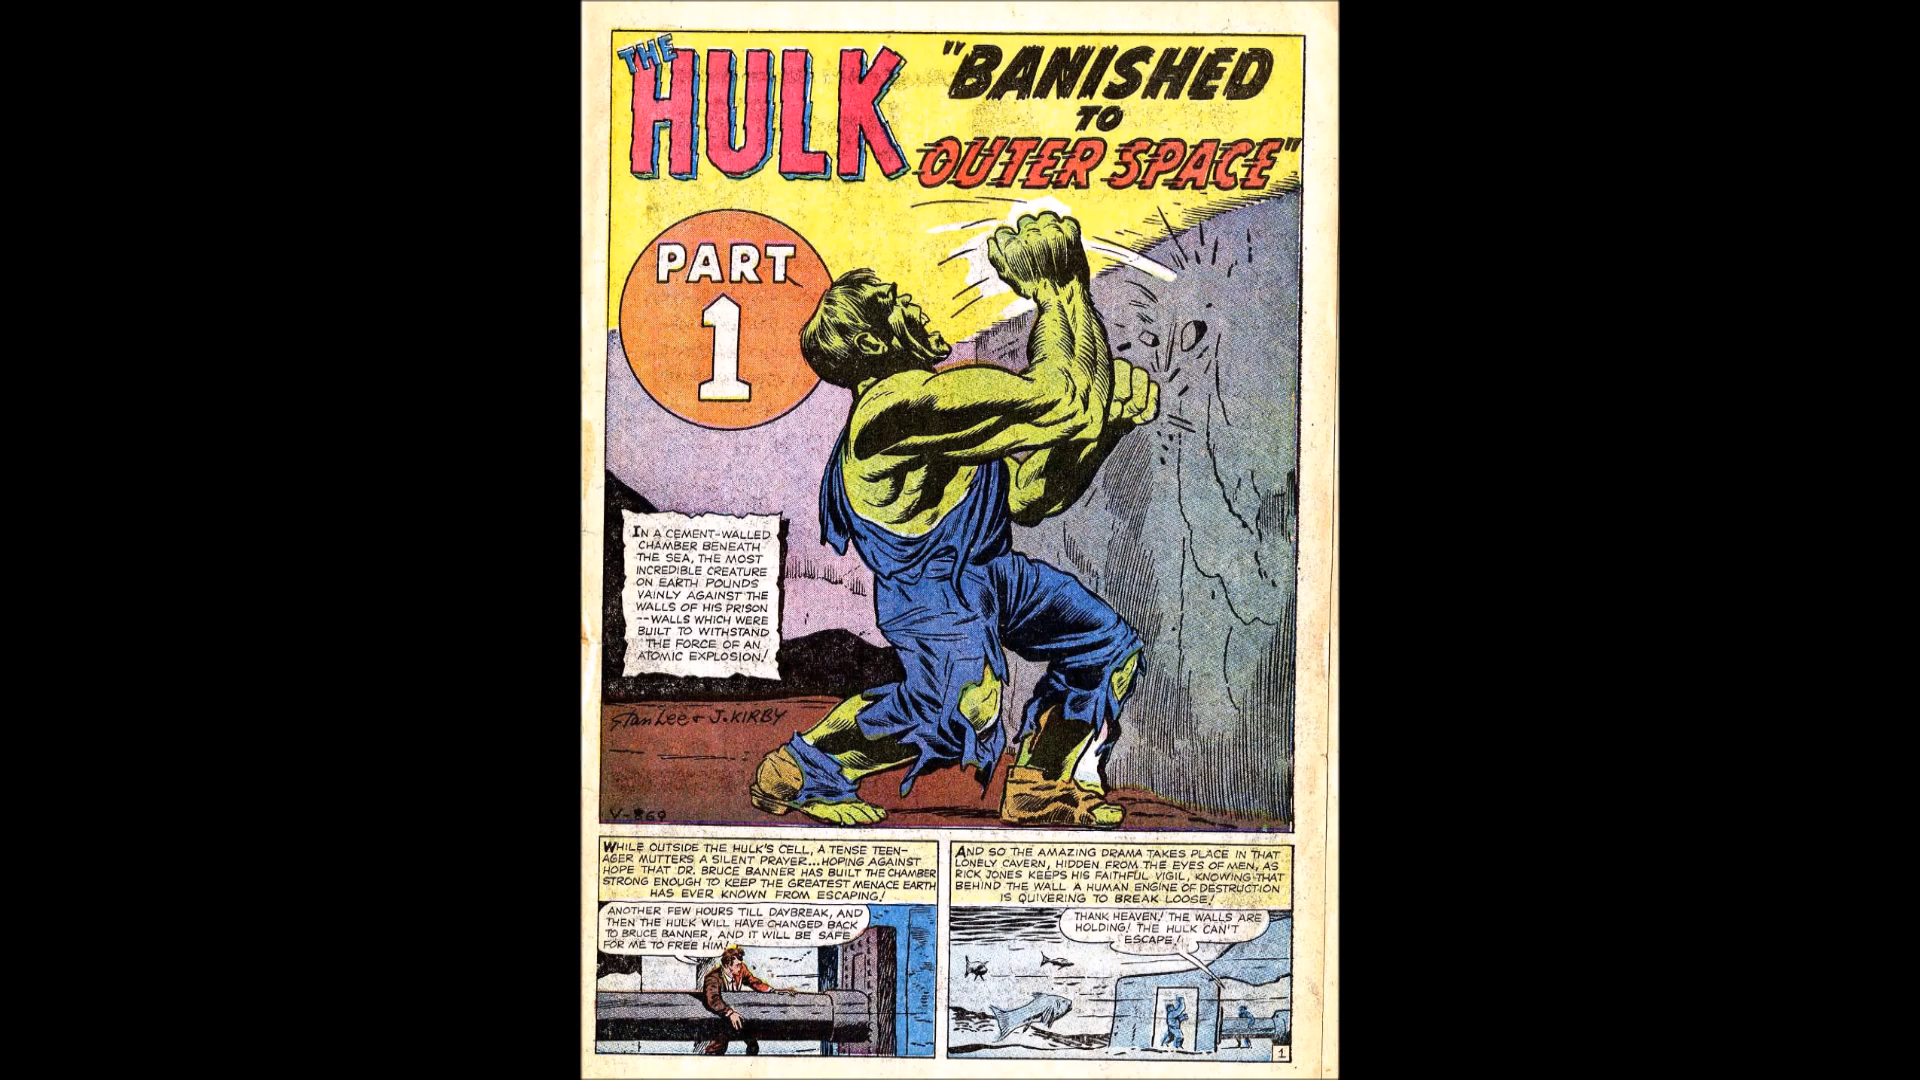 THE
HULK
"BANISHED
TO
OUTER SPACE"
PART
1
IN A CEMENT-WALLED
CHAMBER BENEATH
THE SEA, THE MOST
INCREDIBLE CREATURE
ON EARTH POUNDS
VAINLY AGAINST THE
WALLS OF HIS PRISON
--WALLS WHICH WERE
BUILT TO WITHSTAND
THE FORCE OF AN
ATOMIC EXPLOSION!
Stan Lee + J. KIRBY
V-869
WHILE OUTSIDE THE HULK'S CELL, A TENSE TEEN-
AGER MUTTERS A SILENT PRAYER...HOPING AGAINST
HOPE THAT DR. BRUCE BANNER HAS BUILT THE CHAMBER
STRONG ENOUGH TO KEEP THE GREATEST MENACE EARTH
HAS EVER KNOWN FROM ESCAPING!
ANOTHER FEW HOURS TILL DAYBREAK, AND
THEN THE HULK WILL HAVE CHANGED BACK
TO BRUCE BANNER, AND IT WILL BE SAFE
FOR ME TO FREE HIM!
AND SO THE AMAZING DRAMA TAKES PLACE IN THAT
LONELY CAVERN, HIDDEN FROM THE EYES OF MEN, AS
RICK JONES KEEPS HIS FAITHFUL VIGIL, KNOWING THAT
BEHIND THE WALL A HUMAN ENGINE OF DESTRUCTION
IS QUIVERING TO BREAK LOOSE!
THANK HEAVEN! THE WALLS ARE
HOLDING! THE HULK CAN'T
ESCAPE!
1